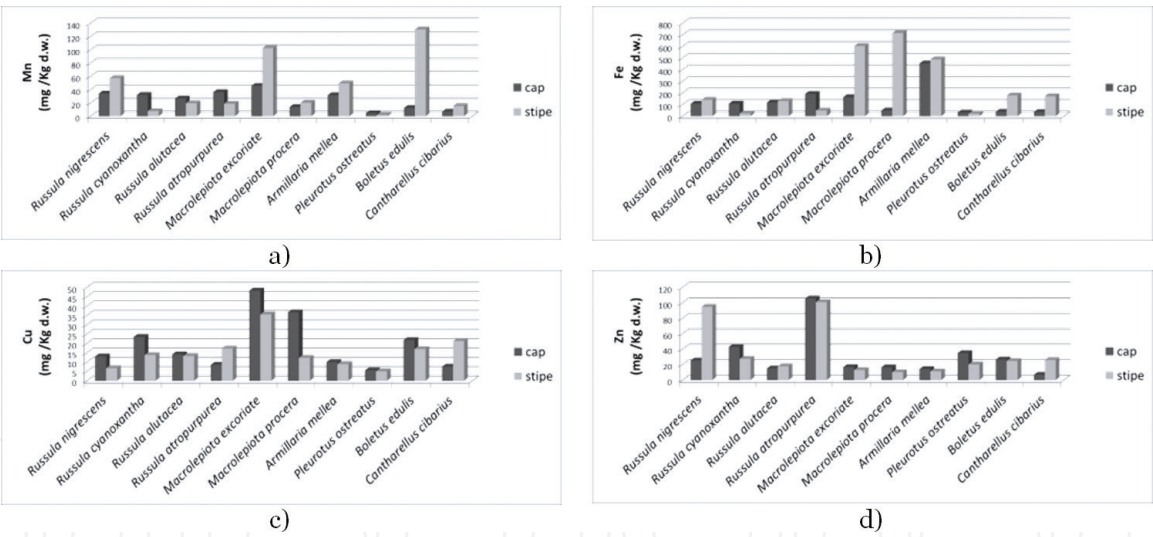 Mn
(mg /Kg d.w.)
140
120
100
80
60
40
20
0
cap
stipe
Russula nigrescens
Russula cyanoxantha
Russula alutacea
Russula atropurpurea
Macrolepiota excoriate
Macrolepiota procera
Armillaria mellea
Pleurotus ostreatus
Boletus edulis
Cantharellus cibarius
a)
Fe
(mg /Kg d.w.)
800
700
600
500
400
300
200
100
0
cap
stipe
Russula nigrescens
Russula cyanoxantha
Russula alutacea
Russula atropurpurea
Macrolepiota excoriate
Macrolepiota procera
Armillaria mellea
Pleurotus ostreatus
Boletus edulis
Cantharellus cibarius
b)
Cu
(mg /Kg d.w.)
50
45
40
35
30
25
20
15
10
5
0
cap
stipe
Russula nigrescens
Russula cyanoxantha
Russula alutacea
Russula atropurpurea
Macrolepiota excoriate
Macrolepiota procera
Armillaria mellea
Pleurotus ostreatus
Boletus edulis
Cantharellus cibarius
c)
Zn
(mg /Kg d.w.)
120
100
80
60
40
20
0
cap
stipe
Russula nigrescens
Russula cyanoxantha
Russula alutacea
Russula atropurpurea
Macrolepiota excoriate
Macrolepiota procera
Armillaria mellea
Pleurotus ostreatus
Boletus edulis
Cantharellus cibarius
d)